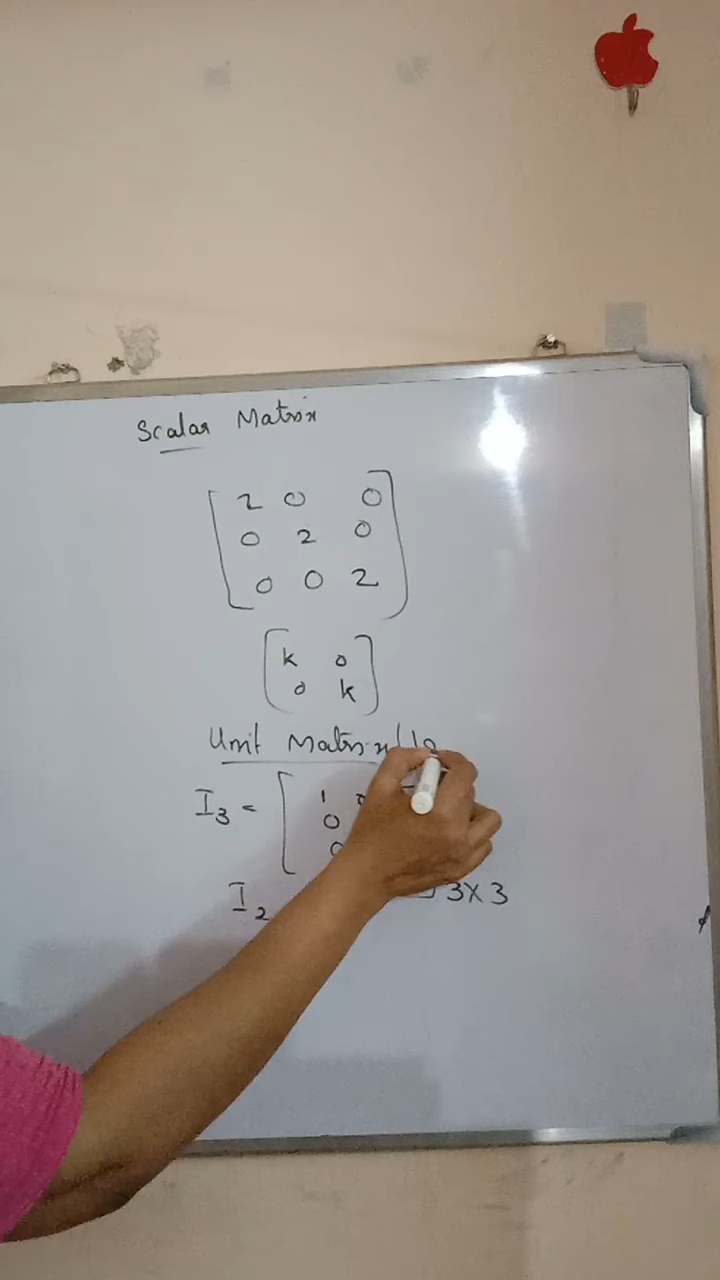 Scalar Matrix
2 0 0
0 2 0
0 0 2
k 0
0 k
Unit Matrix
I3 = 1
0
I2
3X3